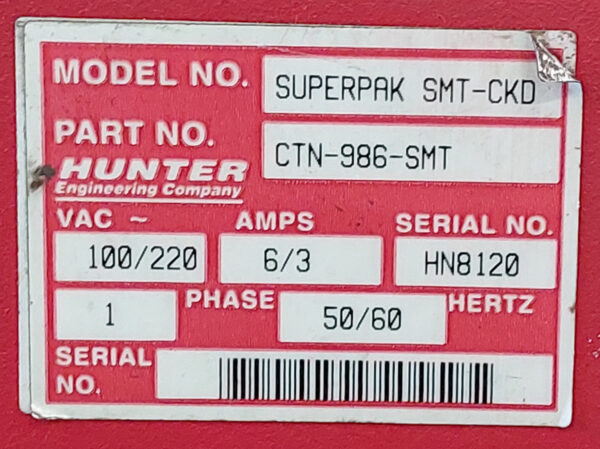 MODEL NO. SUPERPAK SMT-CKD
PART NO. CTN-986-SMT
HUNTER
Engineering Company
VAC ~ AMPS SERIAL NO.
100/220 6/3 HN8120
1 PHASE 50/60 HERTZ
SERIAL
NO.